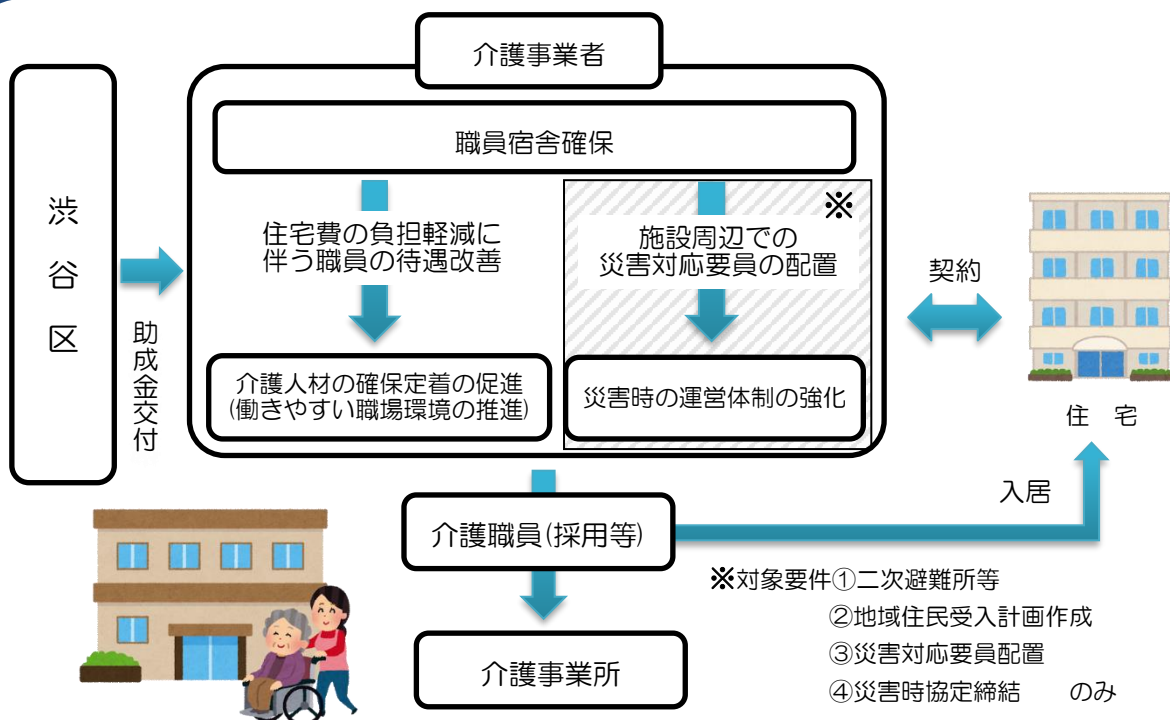 介護事業者
渋谷区
助成金交付
職員宿舎確保
住宅費の負担軽減に
伴う職員の待遇改善
※
施設周辺での
災害対応要員の配置
介護人材の確保定着の促進
(働きやすい職場環境の推進)
災害時の運営体制の強化
契約
住　宅
入居
介護職員(採用等)
介護事業所
※対象要件①二次避難所等
②地域住民受入計画作成
③災害対応要員配置
④災害時協定締結　　のみ